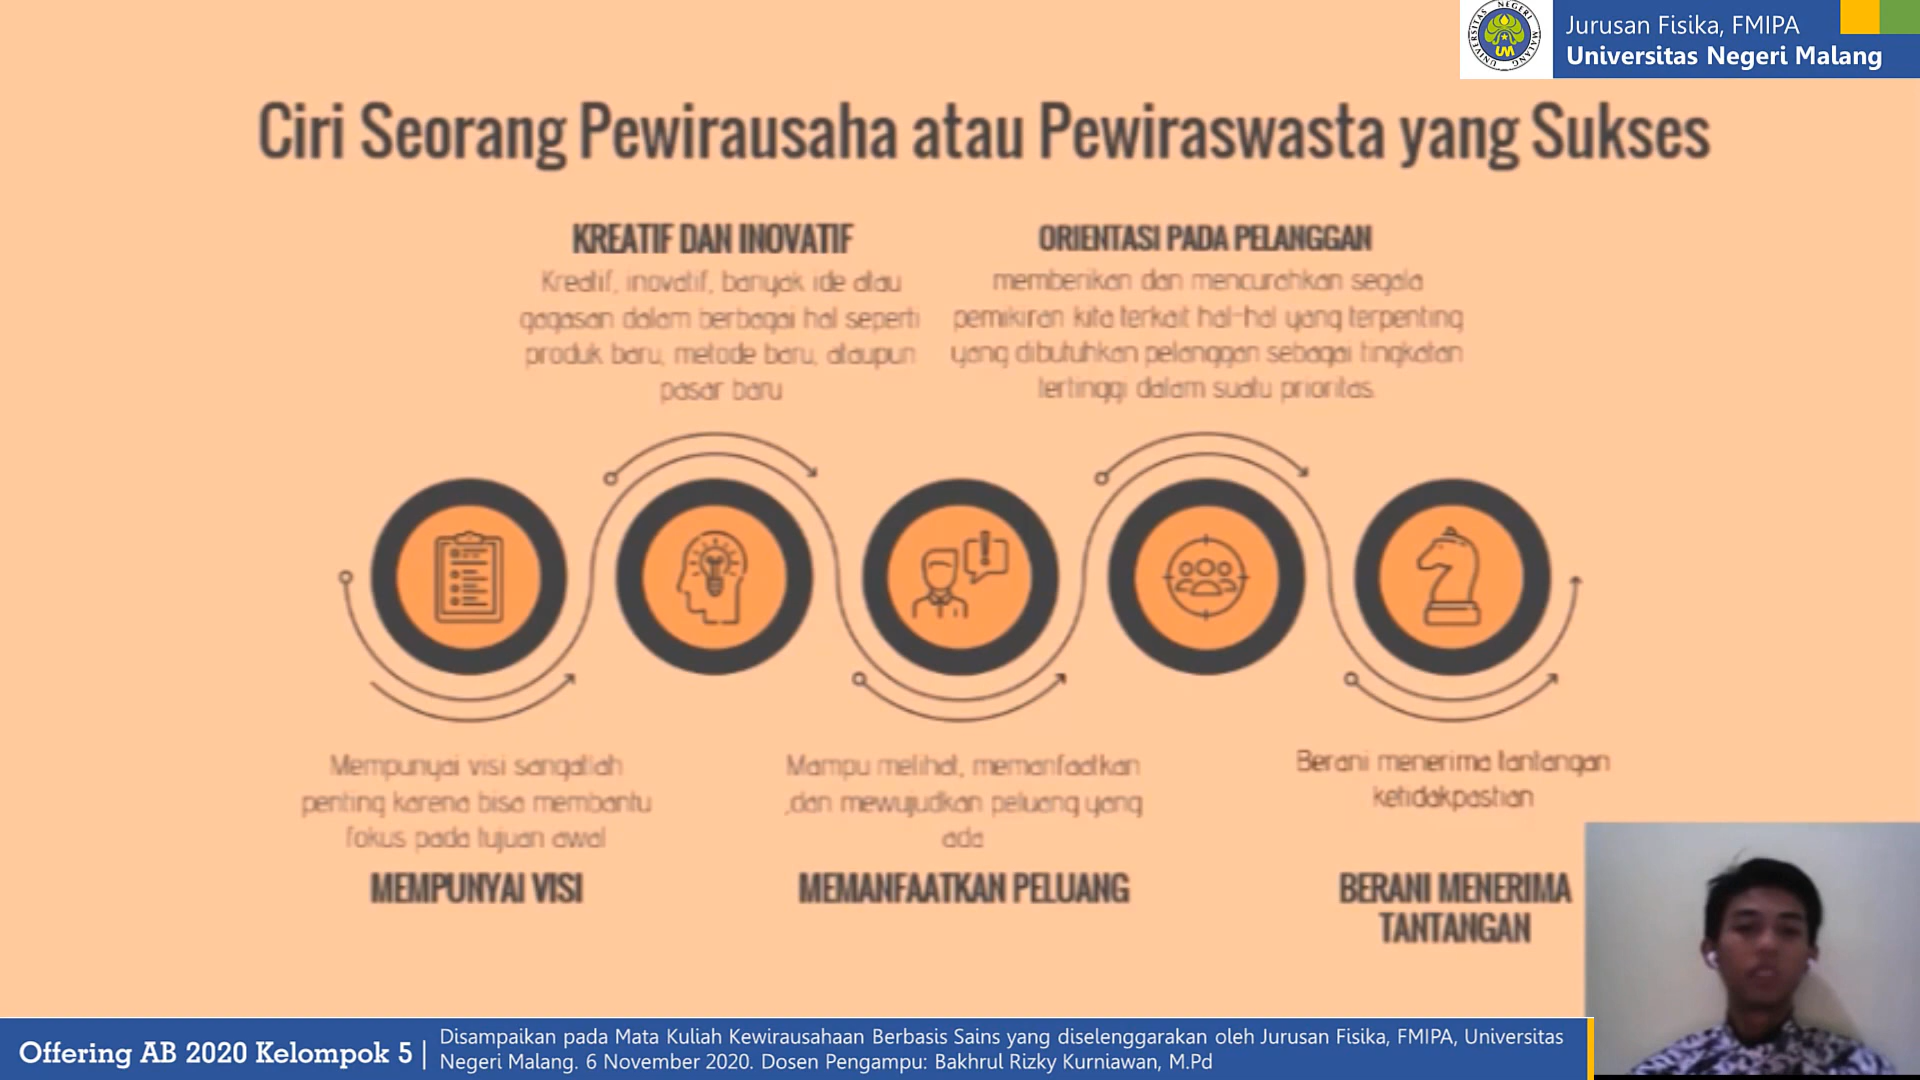 UNIVERSITAS NEGERI MALANG
UM
Jurusan Fisika, FMIPA
Universitas Negeri Malang
Ciri Seorang Pewirausaha atau Pewiraswasta yang Sukses
KREATIF DAN INOVATIF
Kreatif, inovatif, banyak ide atau
gagasan dalam berbagai hal seperti
produk baru, metode baru, ataupun
pasar baru
ORIENTASI PADA PELANGGAN
memberikan dan mencurahkan segala
pemikiran kita terkait hal-hal yang terpenting
yang dibutuhkan pelanggan sebagai tingkatan
tertinggi dalam suatu prioritas.
Mempunyai visi sangatlah
penting karena bisa membantu
fokus pada tujuan awal
MEMPUNYAI VISI
Mampu melihat, memanfaatkan
,dan mewujudkan peluang yang
ada
MEMANFAATKAN PELUANG
Berani menerima tantangan
ketidakpastian
BERANI MENERIMA
TANTANGAN
Offering AB 2020 Kelompok 5
Disampaikan pada Mata Kuliah Kewirausahaan Berbasis Sains yang diselenggarakan oleh Jurusan Fisika, FMIPA, Universitas
Negeri Malang. 6 November 2020. Dosen Pengampu: Bakhrul Rizky Kurniawan, M.Pd